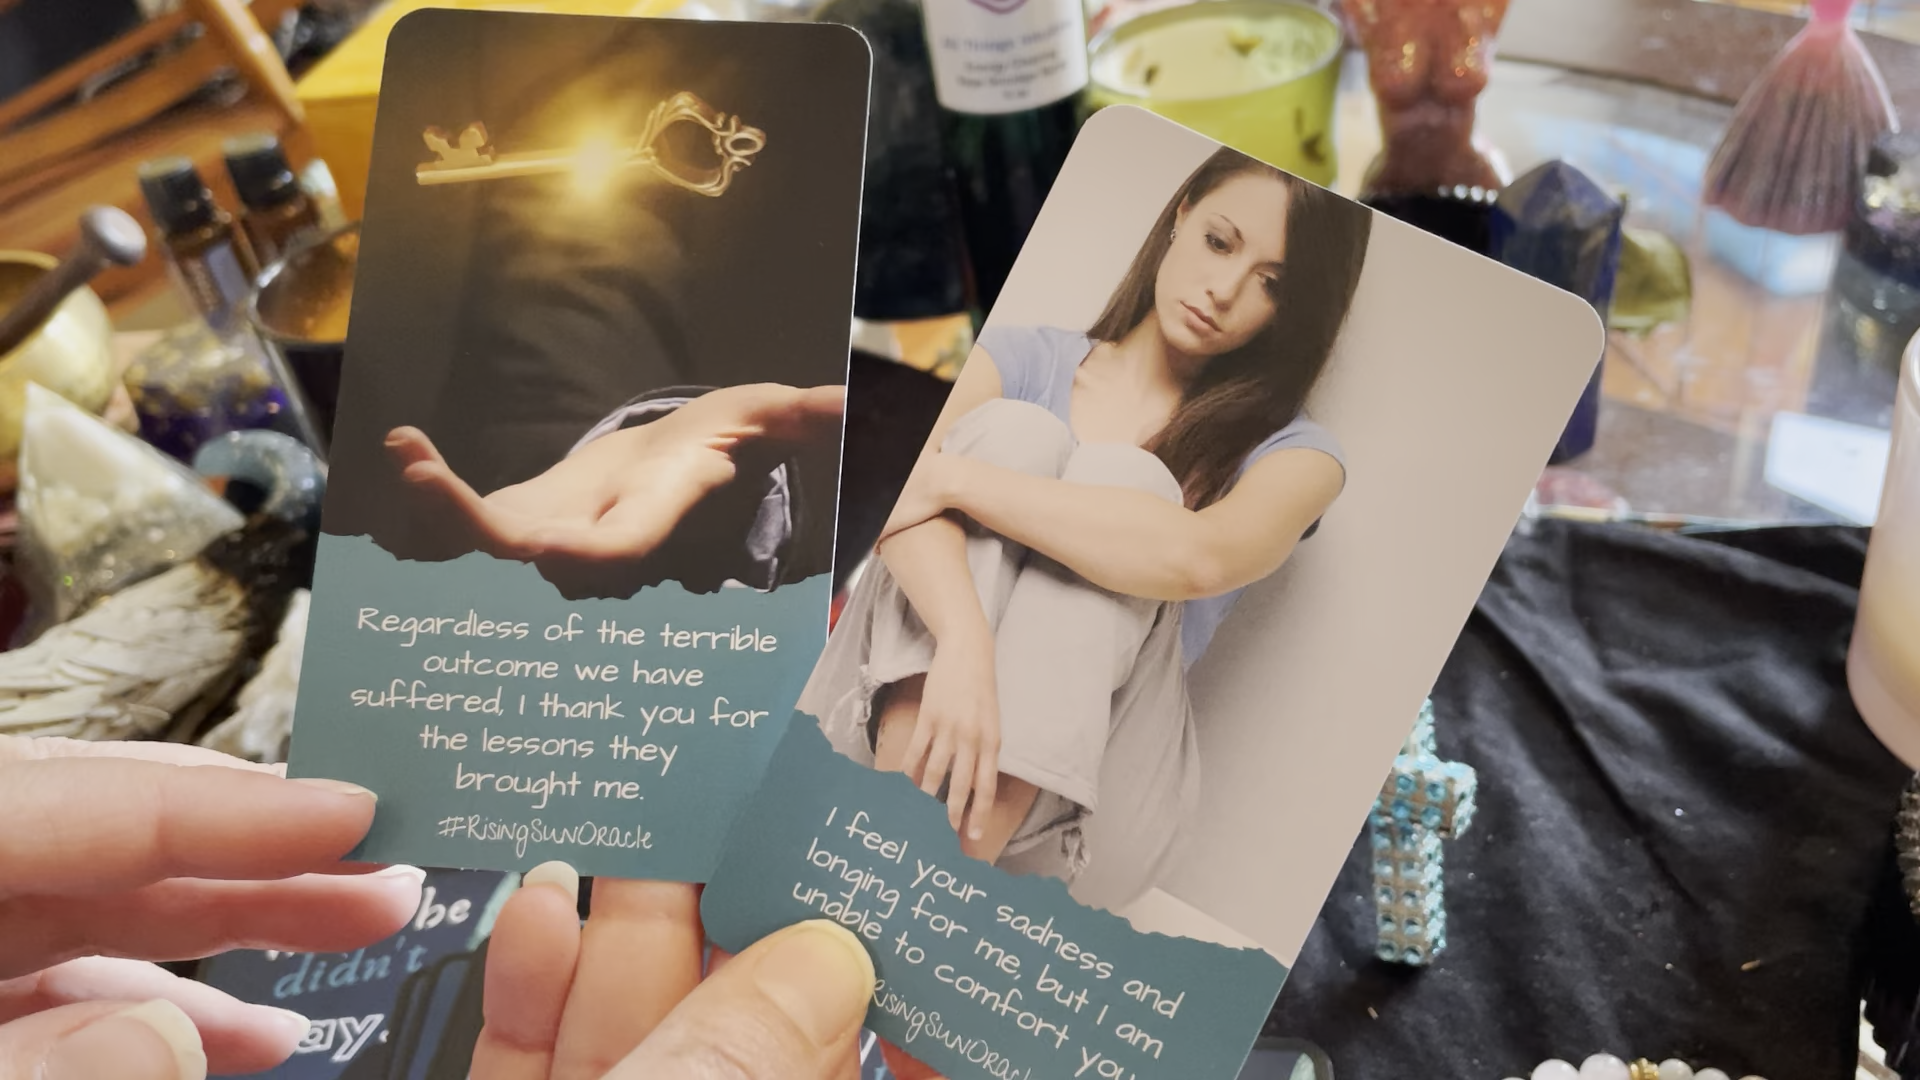 Regardless of the terrible
outcome we have
suffered, I thank you for
the lessons they
brought me.
#RisingSunOracle
I feel your sadness and
longing for me, but I am
unable to comfort you
didn't